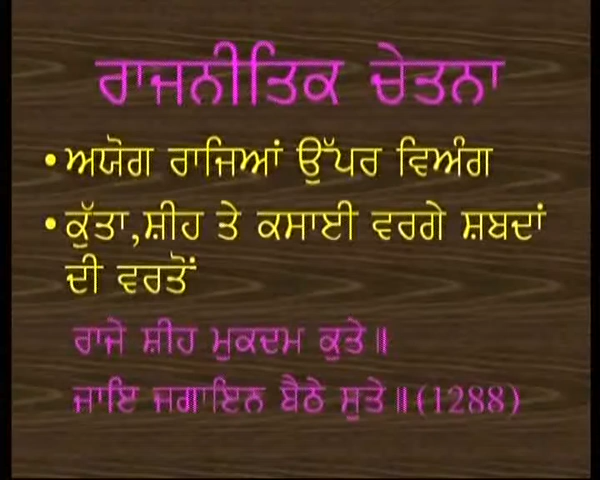 ਰਾਜਨੀਤਿਕ ਚੇਤਨਾ
• ਅਯੋਗ ਰਾਜਿਆਂ ਉੱਪਰ ਵਿਅੰਗ
• ਕੁੱਤਾ,ਸ਼ੀਹ ਤੇ ਕਸਾਈ ਵਰਗੇ ਸ਼ਬਦਾਂ
ਦੀ ਵਰਤੋਂ
ਰਾਜੇ ਸ਼ੀਹ ਮੁਕਦਮ ਕੁਤੇ॥
ਜਾਇ ਜਗਾਇਨ ਬੈਠੇ ਸੁਤੇ॥(1288)